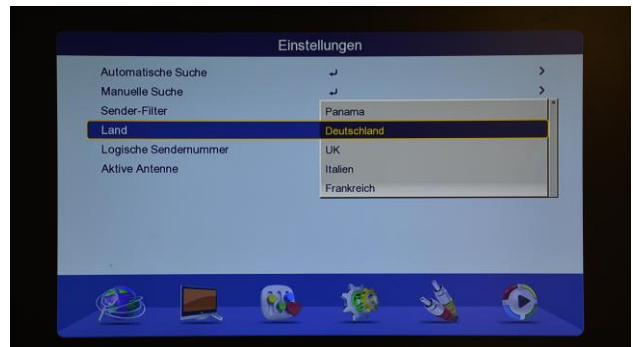 Einstellungen
Automatische Suche
Manuelle Suche
Sender-Filter
Panama
Land
Deutschland
Logische Sendernummer
UK
Aktive Antenne
Italien
Frankreich